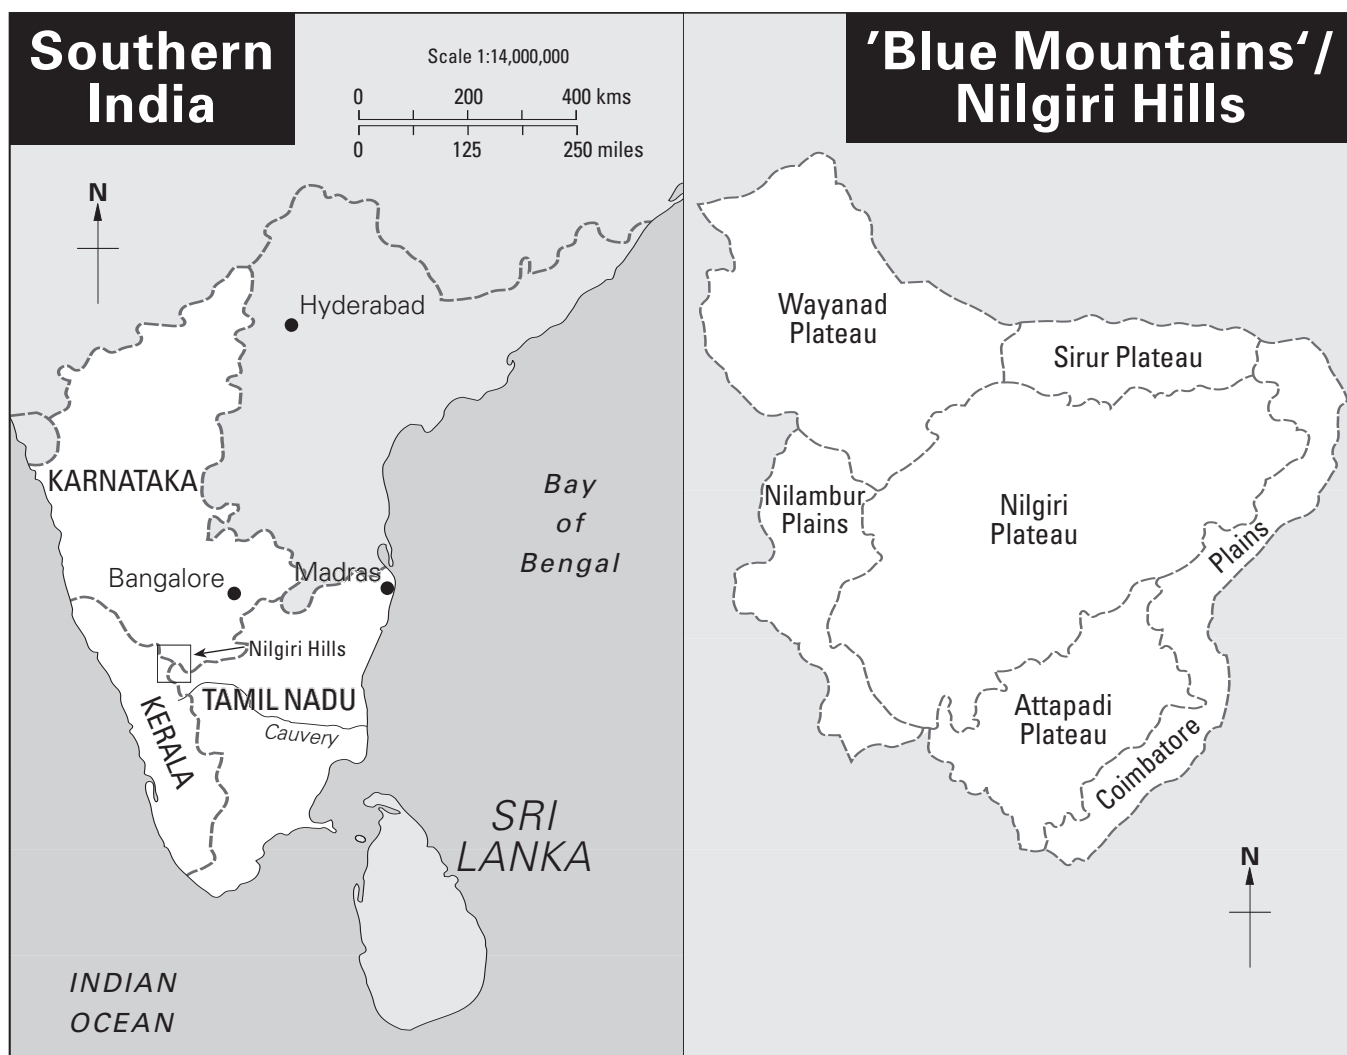 Southern
India
Scale 1:14,000,000
0 200 400 kms
0 125 250 miles
N
Hyderabad
KARNATAKA
Bay
of
Bengal
Bangalore
Madras
Nilgiri Hills
TAMIL NADU
KERALA
Cauvery
SRI
LANKA
INDIAN
OCEAN
’Blue Mountains‘/
Nilgiri Hills
Wayanad
Plateau
Sirur Plateau
Nilambur
Plains
Nilgiri
Plateau
Plains
Attapadi
Plateau
Coimbatore
N